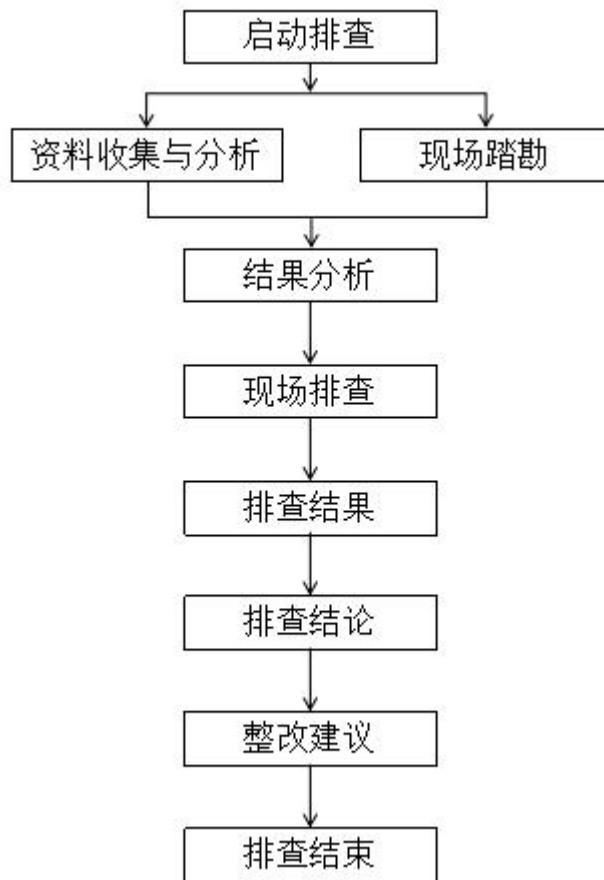 启动排查
资料收集与分析
现场踏勘
结果分析
现场排查
排查结果
排查结论
整改建议
排查结束